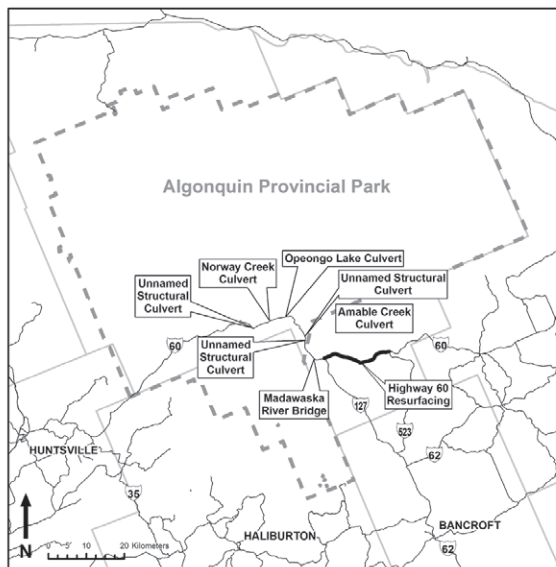 Algonquin Provincial Park
Opeongo Lake Culvert
Norway Creek
Culvert
Unnamed
Structural
Culvert
Unnamed Structural
Culvert
Amable Creek
Culvert
Unnamed
Structural
Culvert
60
60
Madawaska
River Bridge
Highway 60
Resurfacing
127
523
62
HUNTSVILLE
35
N
0 5 10 20 Kilometers
HALIBURTON
BANCROFT
62